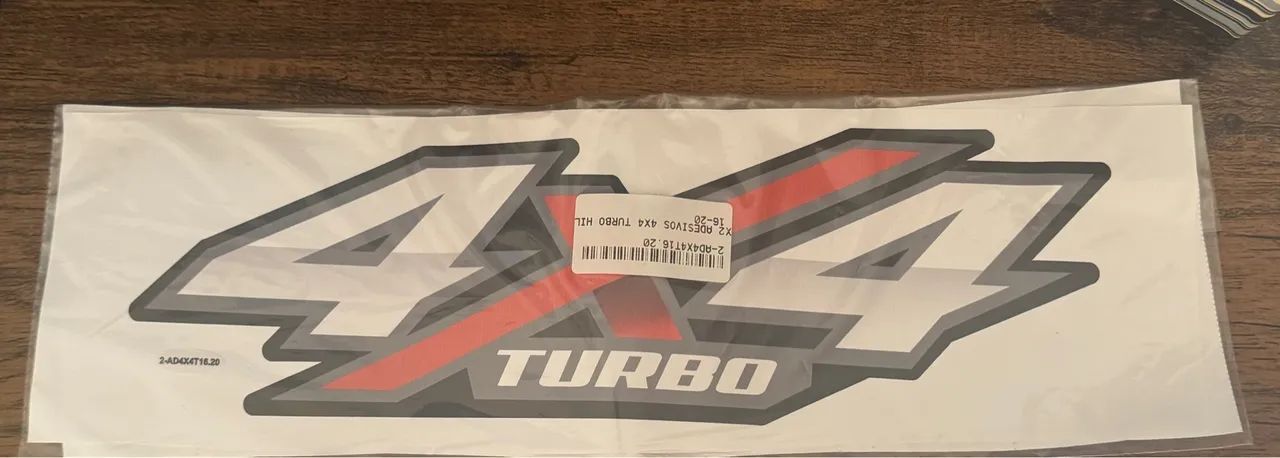 4X4
TURBO
2-AD4X4T16.20
2-AD4X4T16.20
X2 ADESIVOS 4X4 TURBO HIL
16-20